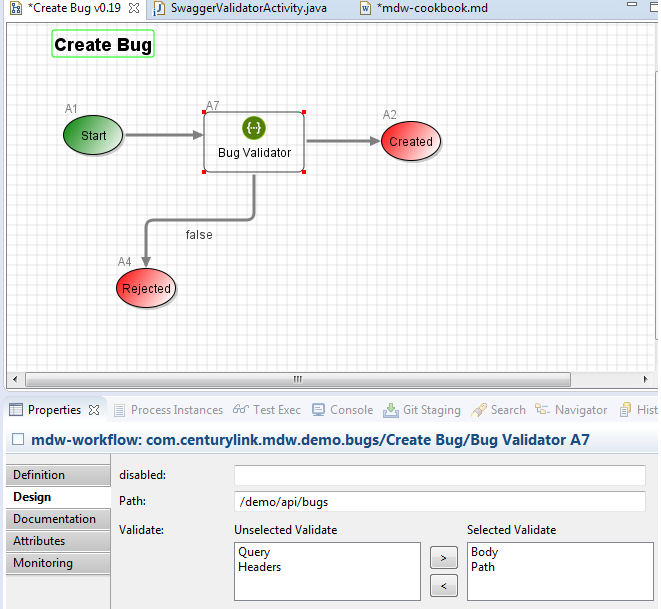 *Create Bug v0.19 SwaggerValidatorActivity.java *mdw-cookbook.md
Create Bug
A1
Start
A7
{··}
Bug Validator
A2
Created
false
A4
Rejected
Properties Process Instances Test Exec Console Git Staging Search Navigator Hist
mdw-workflow: com.centurylink.mdw.demo.bugs/Create Bug/Bug Validator A7
Definition
Design
Documentation
Attributes
Monitoring
disabled:
Path: /demo/api/bugs
Validate: Unselected Validate Selected Validate
Query
Headers
>
<
Body
Path